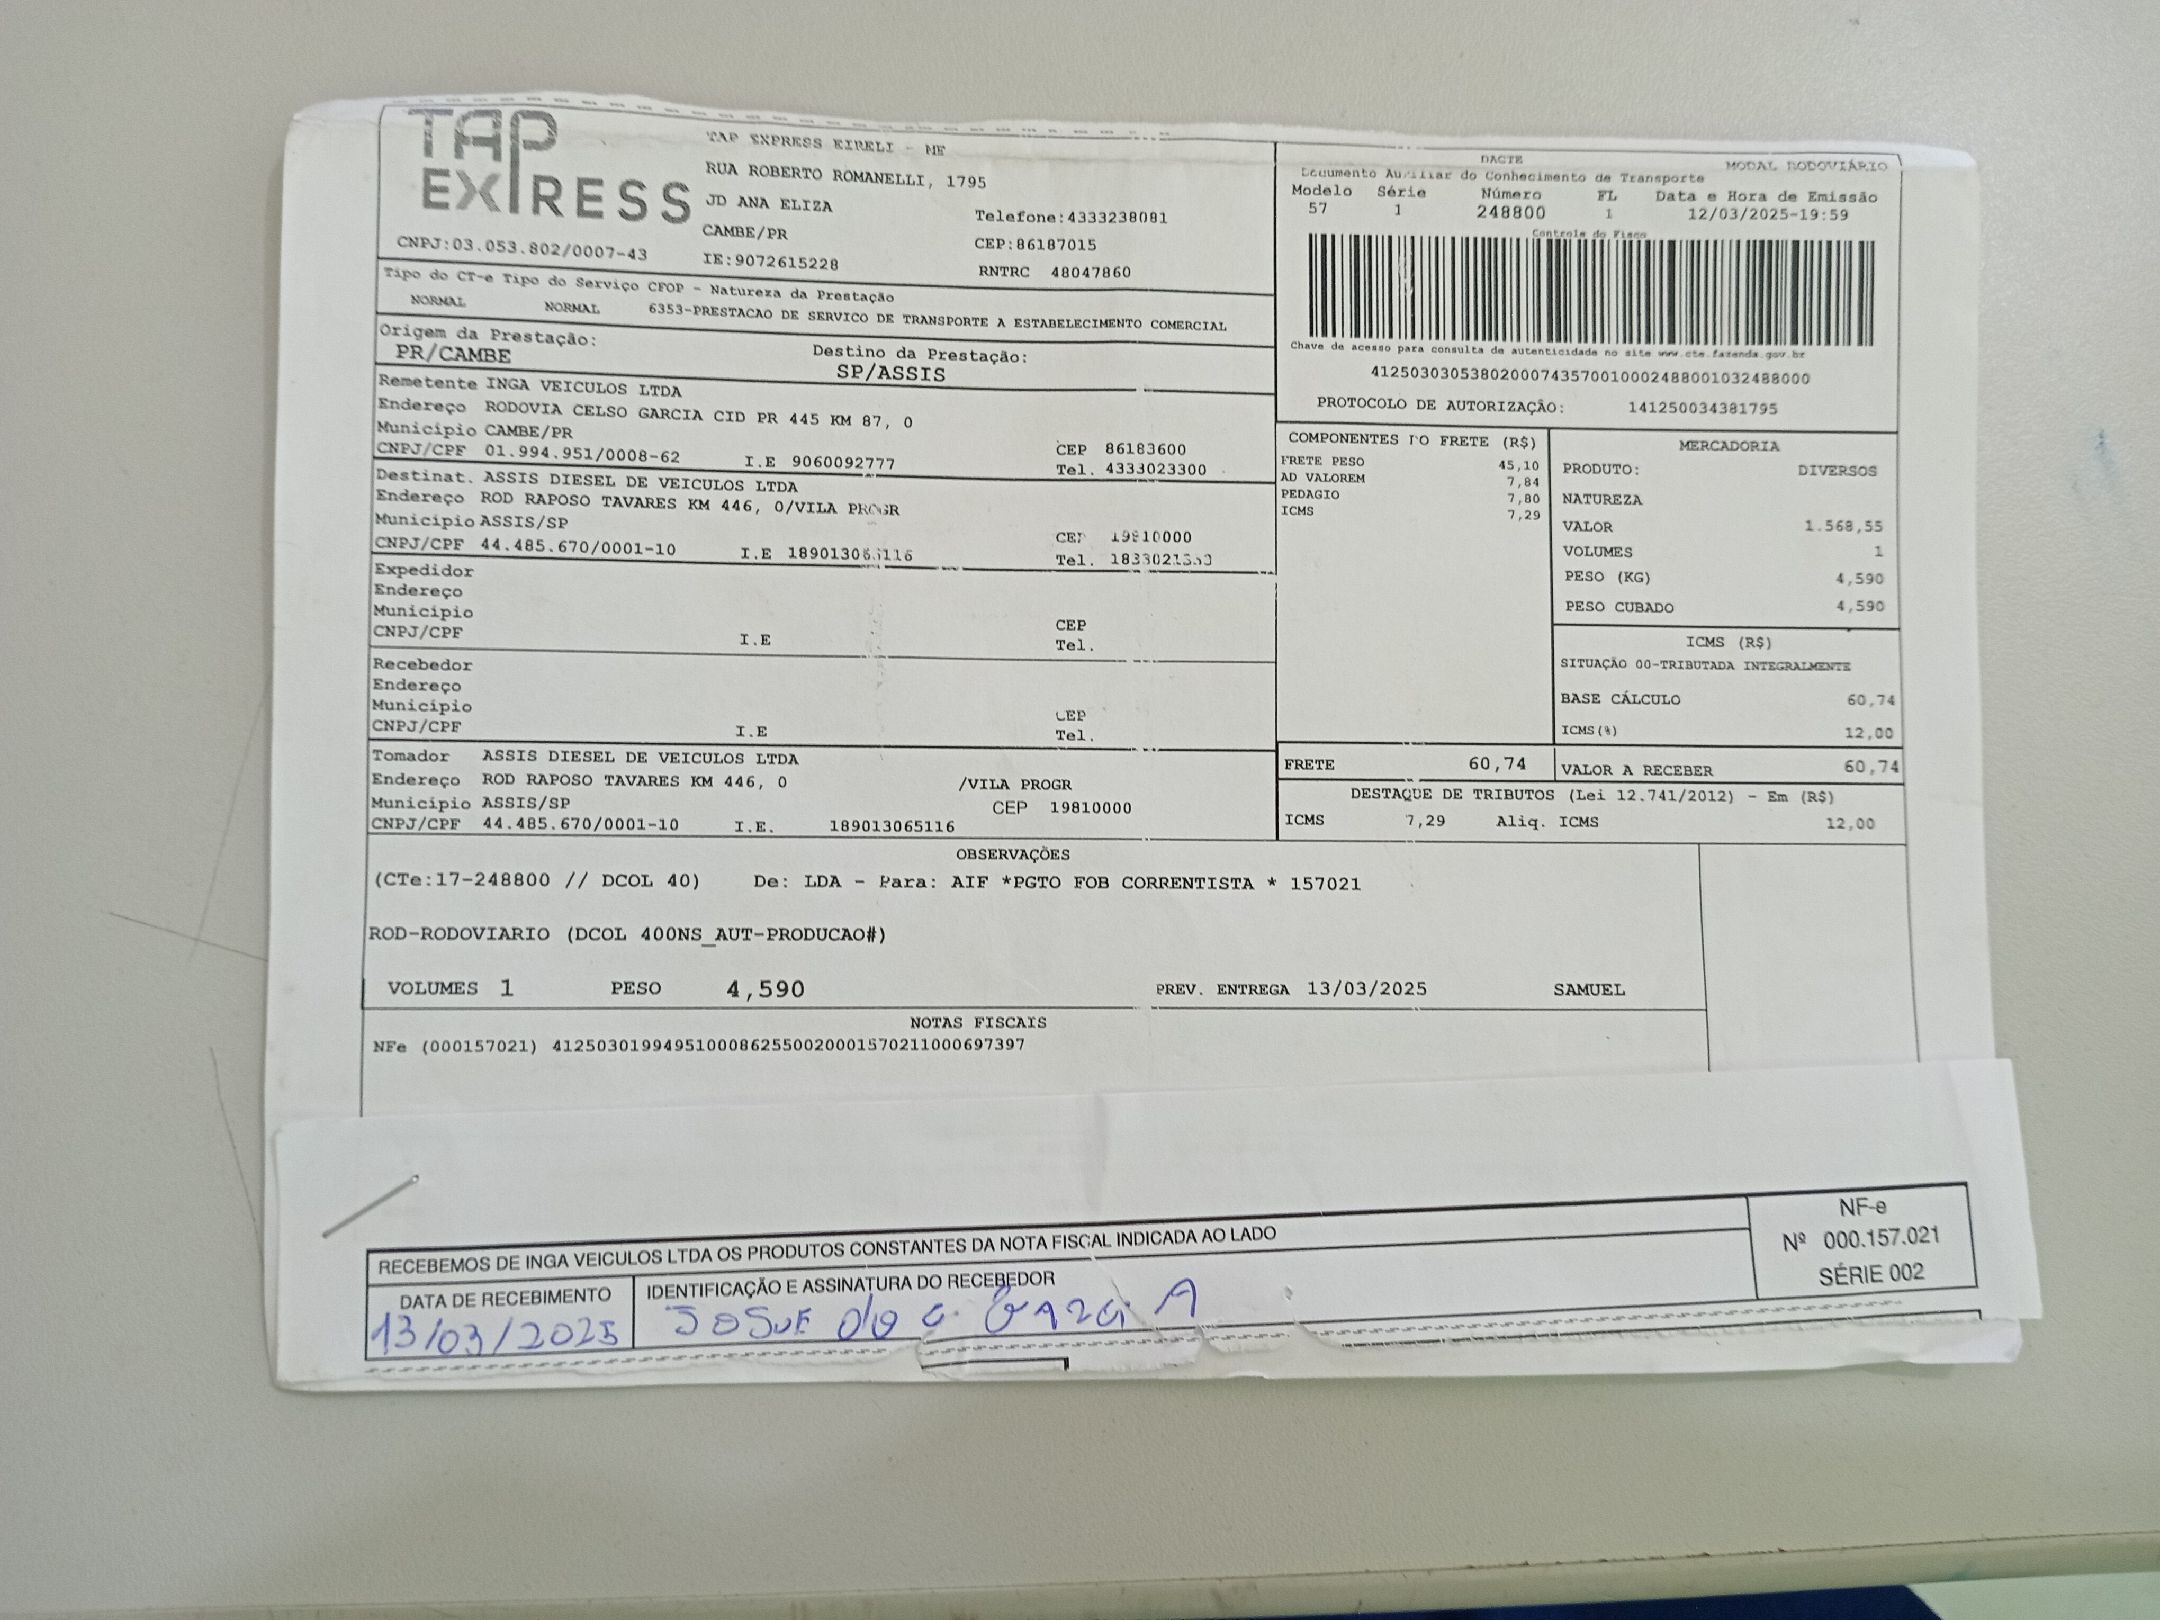 TAP
EXPRESS
CNPJ:03.053.802/0007-43
TAP EXPRESS EIRELI - ME
RUA ROBERTO ROMANELLI, 1795
JD ANA ELIZA
Telefone:4333238081
CAMBE/PR
CEP:86187015
IE:9072615228
RNTRC 48047860
DACTE
MODAL RODOVIÁRIO
Documento Auxiliar do Conhecimento de Transporte
Modelo Série Número FL Data e Hora de Emissão
57 1 248800 1 12/03/2025-19:59
Controle do Fisco
Chave de acesso para consulta de autenticidade no site www.cte.fazenda.gov.br
41250303053802000743570010002488001032488000
PROTOCOLO DE AUTORIZAÇÃO: 141250034381795
Tipo do CT-e Tipo do Serviço CFOP - Natureza da Prestação
NORMAL NORMAL 6353-PRESTACAO DE SERVICO DE TRANSPORTE A ESTABELECIMENTO COMERCIAL
Origem da Prestação: Destino da Prestação:
PR/CAMBE SP/ASSIS
Remetente INGA VEICULOS LTDA
Endereço RODOVIA CELSO GARCIA CID PR 445 KM 87, 0
Município CAMBE/PR CEP 86183600
CNPJ/CPF 01.994.951/0008-62 I.E 9060092777 Tel. 4333023300
Destinat. ASSIS DIESEL DE VEICULOS LTDA
Endereço ROD RAPOSO TAVARES KM 446, 0/VILA PROGR
Município ASSIS/SP CEP 19810000
CNPJ/CPF 44.485.670/0001-10 I.E 189013065116 Tel.
Expedidor
Endereço
Município CEP
CNPJ/CPF I.E Tel.
Recebedor
Endereço
Município CEP
CNPJ/CPF I.E Tel.
Tomador ASSIS DIESEL DE VEICULOS LTDA
Endereço ROD RAPOSO TAVARES KM 446, 0 /VILA PROGR
Município ASSIS/SP CEP 19810000
CNPJ/CPF 44.485.670/0001-10 I.E. 189013065116
COMPONENTES DO FRETE (R$)
FRETE PESO 45,10
AD VALOREM 7,84
PEDAGIO 7,80
ICMS 7,29
MERCADORIA
PRODUTO: DIVERSOS
NATUREZA
VALOR 1.568,55
VOLUMES 1
PESO (KG) 4,590
PESO CUBADO 4,590
ICMS (R$)
SITUAÇÃO 00-TRIBUTADA INTEGRALMENTE
BASE CÁLCULO 60,74
ICMS(%) 12,00
FRETE 60,74 VALOR A RECEBER 60,74
DESTAQUE DE TRIBUTOS (Lei 12.741/2012) - Em (R$)
ICMS 7,29 Aliq. ICMS 12,00
OBSERVAÇÕES
(CTe:17-248800 // DCOL 40) De: LDA - Para: AIF *PGTO FOB CORRENTISTA * 157021
ROD-RODOVIARIO (DCOL 400NS_AUT-PRODUCAO#)
VOLUMES 1 PESO 4,590 PREV. ENTREGA 13/03/2025 SAMUEL
NOTAS FISCAIS
NFe (000157021) 41250301994951000862550020001570211000697397
RECEBEMOS DE INGA VEICULOS LTDA OS PRODUTOS CONSTANTES DA NOTA FISCAL INDICADA AO LADO
DATA DE RECEBIMENTO
13/03/2025
IDENTIFICAÇÃO E ASSINATURA DO RECEBEDOR
JOSUE
NF-e
Nº 000.157.021
SÉRIE 002